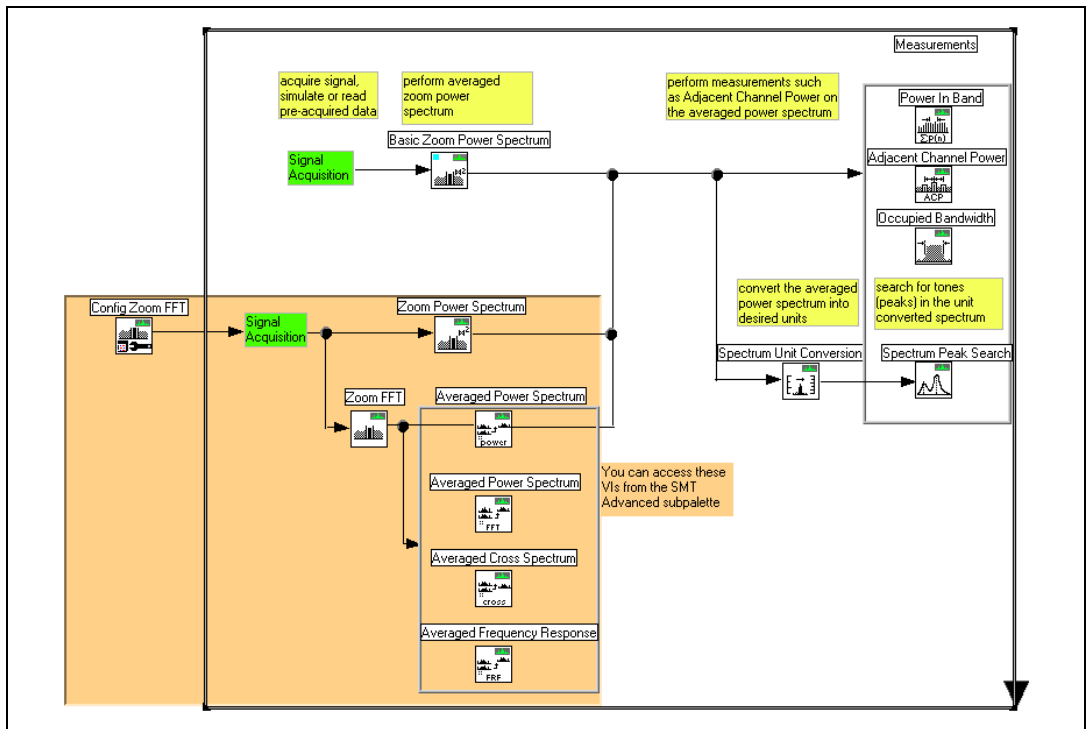 Measurements
acquire signal,
simulate or read
pre-acquired data
perform averaged
zoom power
spectrum
perform measurements such
as Adjacent Channel Power on
the averaged power spectrum
Power In Band
ΣP(n)
Basic Zoom Power Spectrum
M²
Signal
Acquisition
Adjacent Channel Power
ACP
Occupied Bandwidth
convert the averaged
power spectrum into
desired units
search for tones
(peaks) in the unit
converted spectrum
Config Zoom FFT
Signal
Acquisition
Zoom Power Spectrum
M²
Spectrum Unit Conversion
Spectrum Peak Search
Zoom FFT
Averaged Power Spectrum
power
You can access these
VIs from the SMT
Advanced subpalette
Averaged Power Spectrum
FFT
Averaged Cross Spectrum
cross
Averaged Frequency Response
FRF